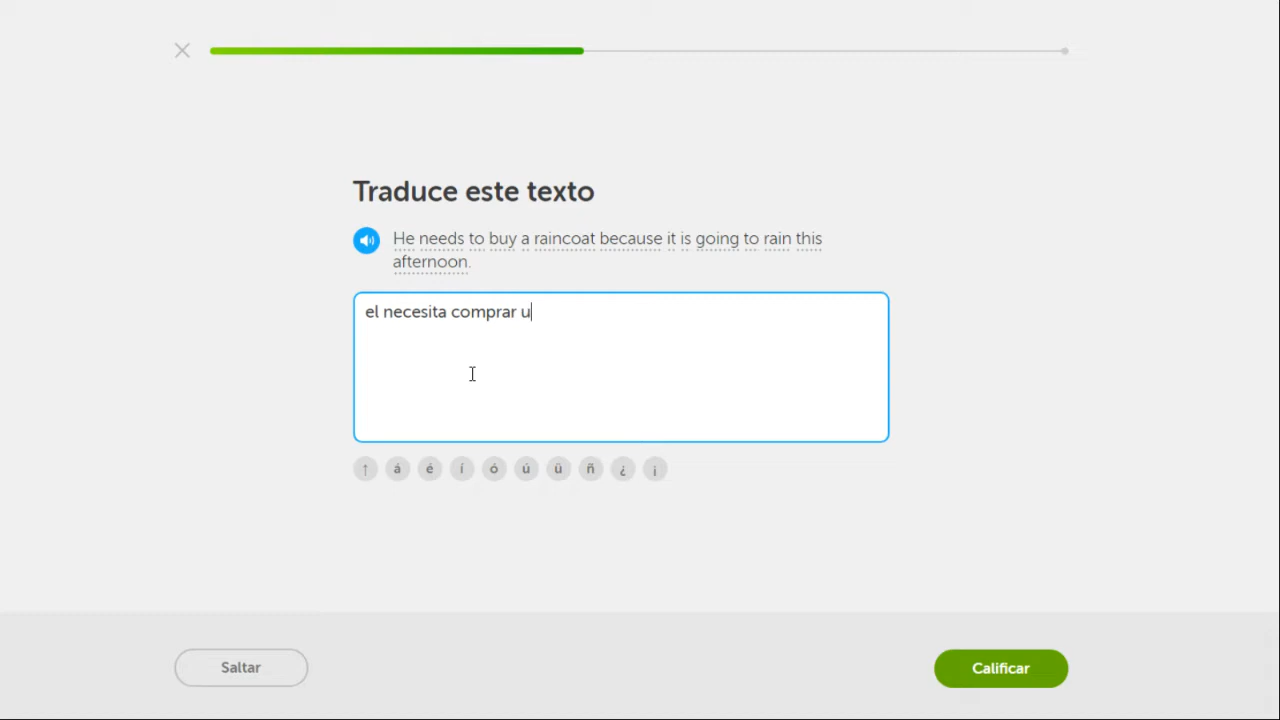 Traduce este texto
He needs to buy a raincoat because it is going to rain this
afternoon.
el necesita comprar u
↑ á é í ó ú ü ñ ¿ ¡
Saltar
Calificar